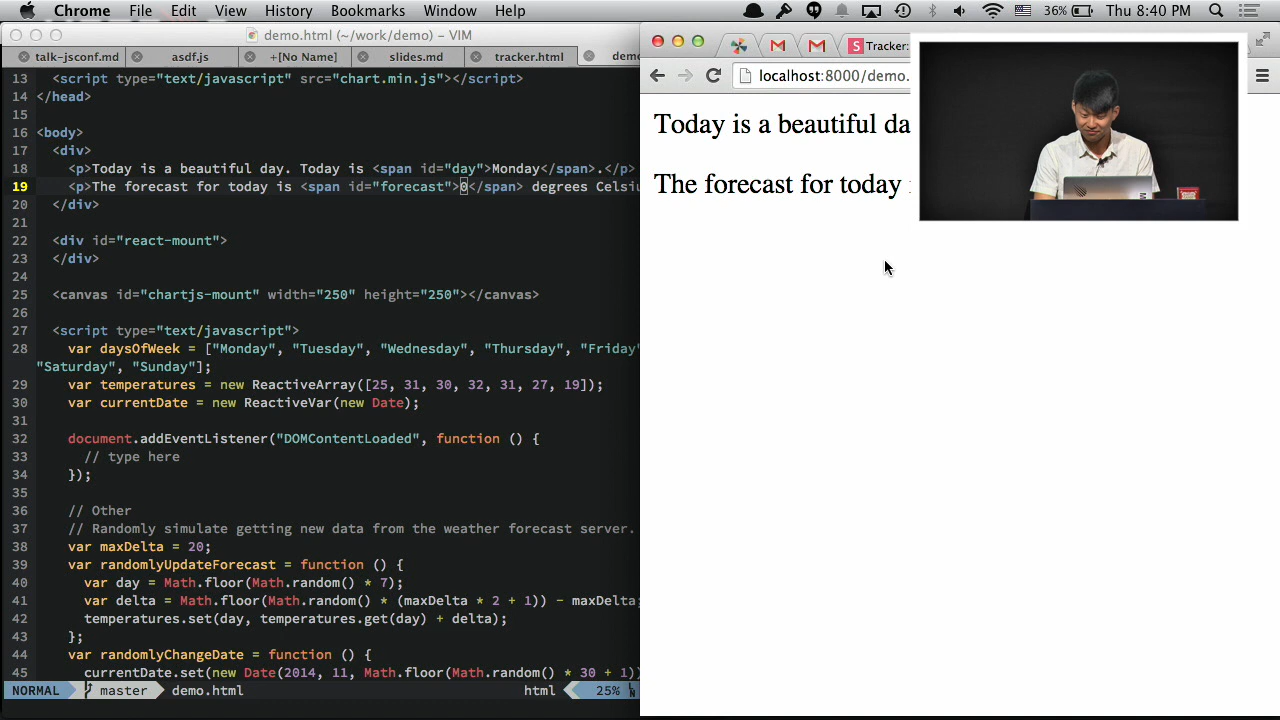 Chrome File Edit View History Bookmarks Window Help 36% Thu 8:40 PM
demo.html (~/work/demo) – VIM
talk-jsconf.md asdf.js +[No Name] slides.md tracker.html demo
13 <script type="text/javascript" src="chart.min.js"></script>
14 </head>
15
16 <body>
17 <div>
18 <p>Today is a beautiful day. Today is <span id="day">Monday</span>.</p>
19 <p>The forecast for today is <span id="forecast">0</span> degrees Celsiu
20 </div>
21
22 <div id="react-mount">
23 </div>
24
25 <canvas id="chartjs-mount" width="250" height="250"></canvas>
26
27 <script type="text/javascript">
28 var daysOfWeek = ["Monday", "Tuesday", "Wednesday", "Thursday", "Friday"
"Saturday", "Sunday"];
29 var temperatures = new ReactiveArray([25, 31, 30, 32, 31, 27, 19]);
30 var currentDate = new ReactiveVar(new Date);
31
32 document.addEventListener("DOMContentLoaded", function () {
33 // type here
34 });
35
36 // Other
37 // Randomly simulate getting new data from the weather forecast server.
38 var maxDelta = 20;
39 var randomlyUpdateForecast = function () {
40 var day = Math.floor(Math.random() * 7);
41 var delta = Math.floor(Math.random() * (maxDelta * 2 + 1)) - maxDelta;
42 temperatures.set(day, temperatures.get(day) + delta);
43 };
44 var randomlyChangeDate = function () {
45 currentDate.set(new Date(2014, 11, Math.floor(Math.random() * 30 + 1))
NORMAL master demo.html html 25%
S Tracker:
localhost:8000/demo.
Today is a beautiful da
The forecast for today